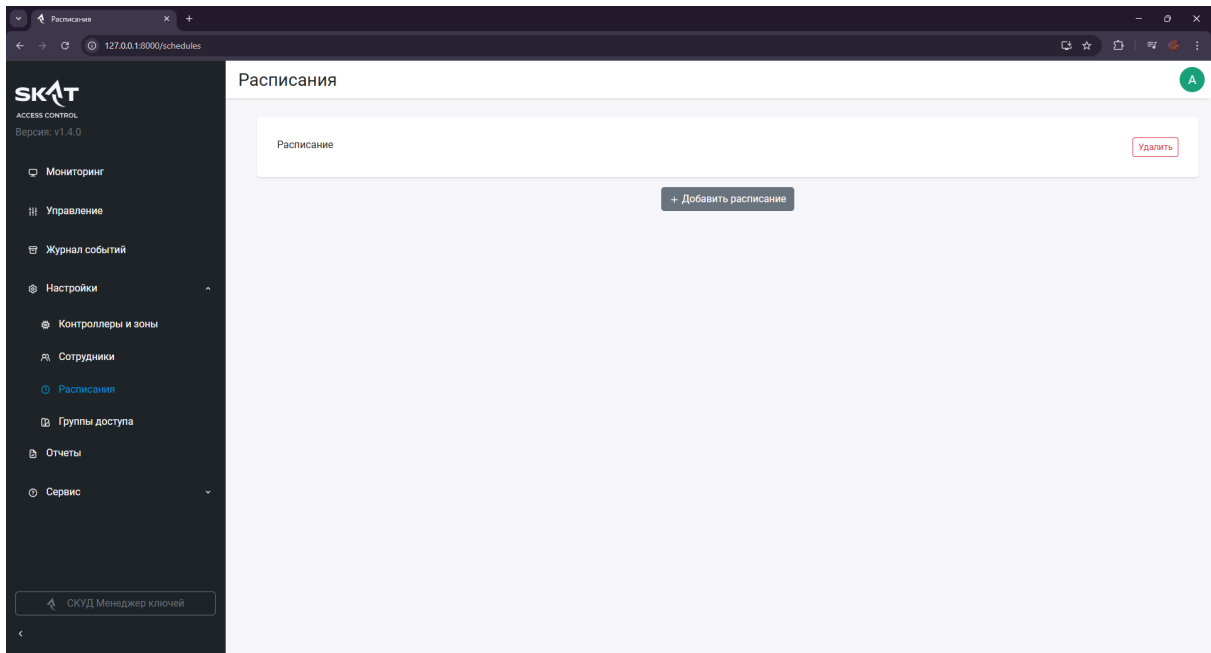 Расписания
127.0.0.1:8000/schedules
SKAT
ACCESS CONTROL
Версия: v1.4.0
Мониторинг
Управление
Журнал событий
Настройки
Контроллеры и зоны
Сотрудники
Расписания
Группы доступа
Отчеты
Сервис
СКУД Менеджер ключей
Расписания
A
Расписание
Удалить
+ Добавить расписание